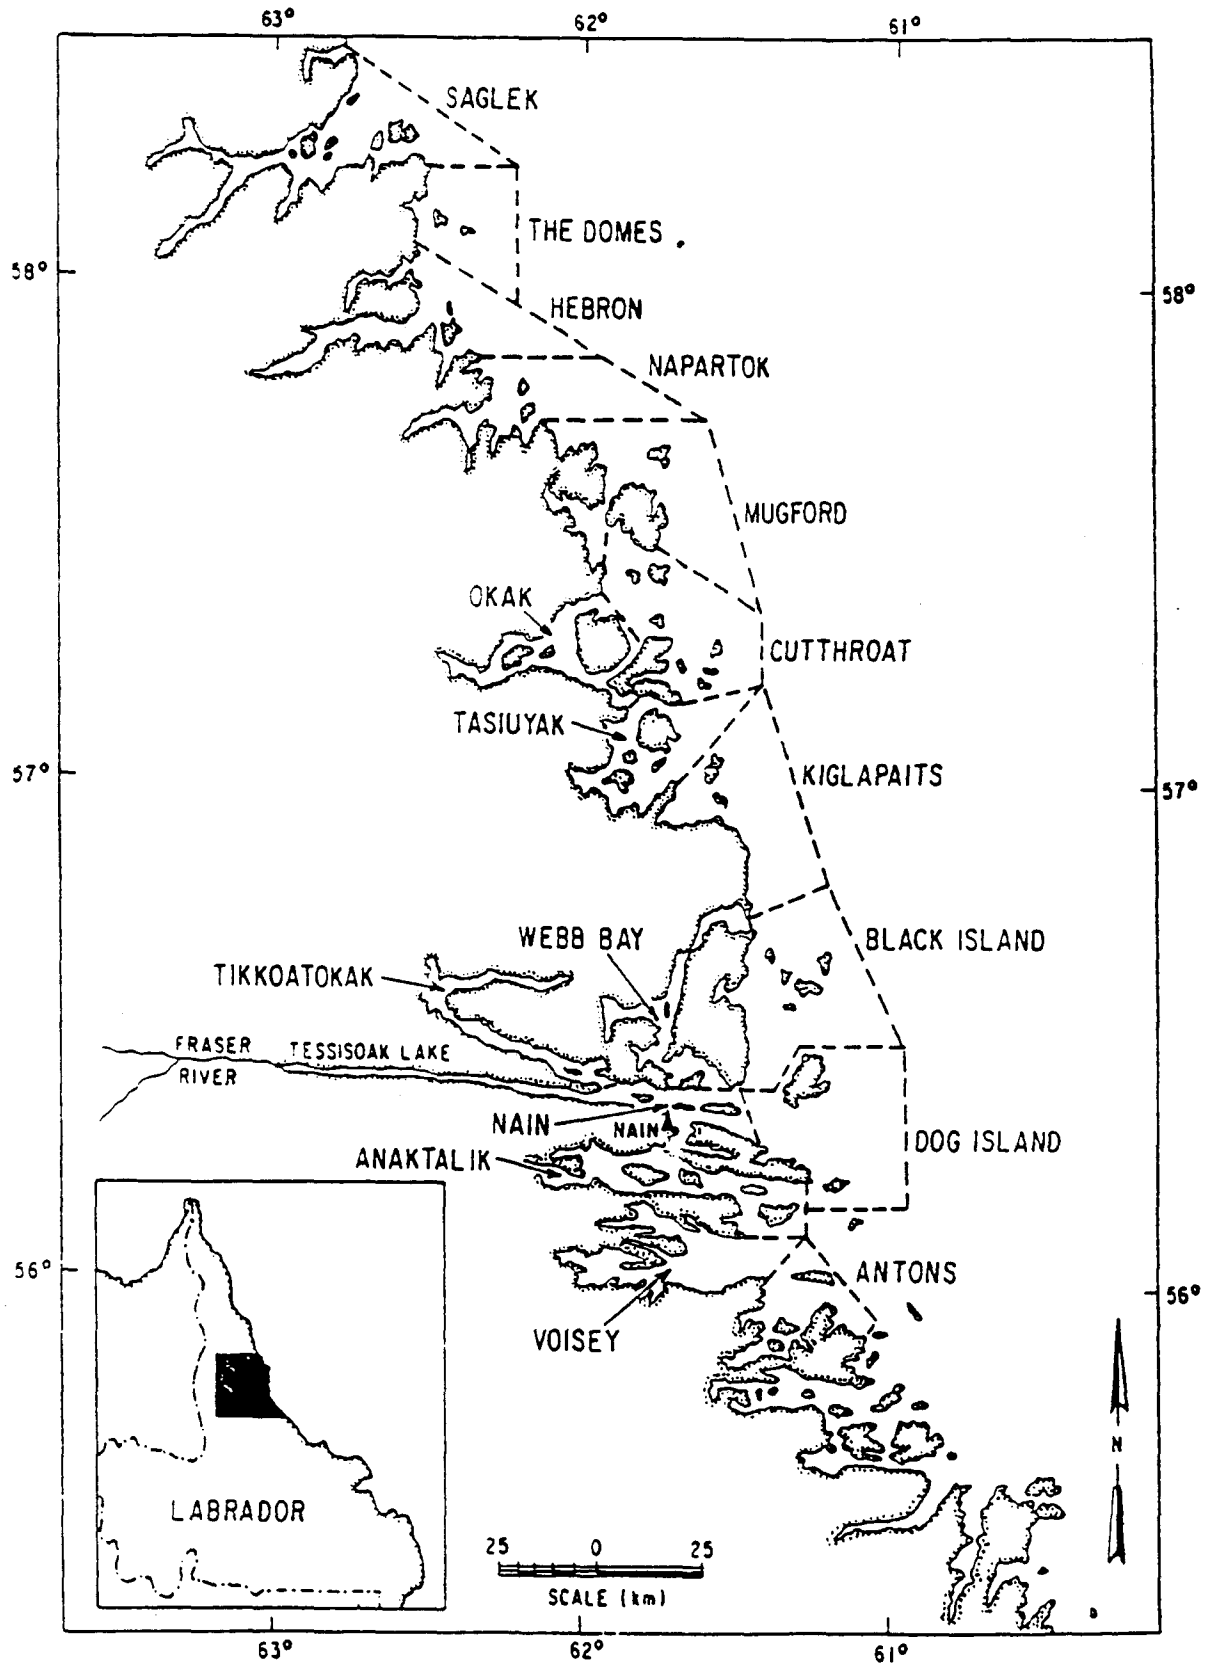 63° 62° 61°
SAGLEK
THE DOMES
58°
HEBRON
58°
NAPARTOK
MUGFORD
OKAK
CUTTHROAT
TASIUYAK
57°
KIGLAPAITS
57°
WEBB BAY
BLACK ISLAND
TIKKOATOKAK
FRASER
RIVER
TESSISOAK LAKE
NAIN
NAIN
DOG ISLAND
ANAKTALIK
56°
ANTONS
56°
VOISEY
LABRADOR
N
25 0 25
SCALE (km)
63° 62° 61°